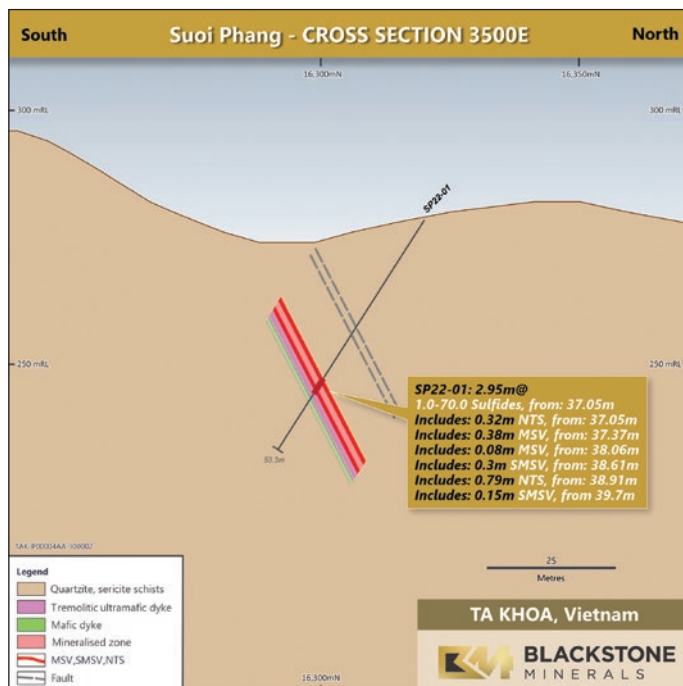 South Suoi Phang - CROSS SECTION 3500E North
16,300mN 16,350mN
300 mRL 300 mRL
SP22-01
250 mRL 250 mRL
SP22-01: 2.95m@
1.0-70.0 Sulfides, from: 37.05m
Includes: 0.32m NTS, from: 37.05m
Includes: 0.38m MSV, from: 37.37m
Includes: 0.08m MSV, from: 38.06m
Includes: 0.3m SMSV, from: 38.61m
Includes: 0.79m NTS, from: 38.91m
Includes: 0.15m SMSV, from 39.7m
25
Metres
Legend
Quartzite, sericite schists
Tremolitic ultramafic dyke
Mafic dyke
Mineralised zone
MSV,SMSV,NTS
Fault
16,300mN
TA KHOA, Vietnam
BLACKSTONE
MINERALS